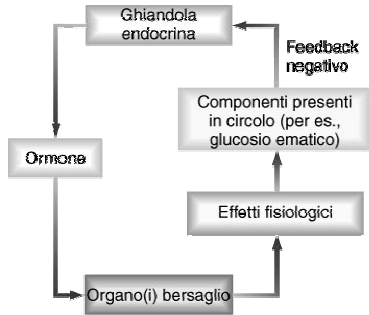 Ghiandola
endocrina
Feedback
negativo
Componenti presenti
in circolo (per es.,
glucosio ematico)
Ormone
Effetti fisiologici
Organo(i) bersaglio